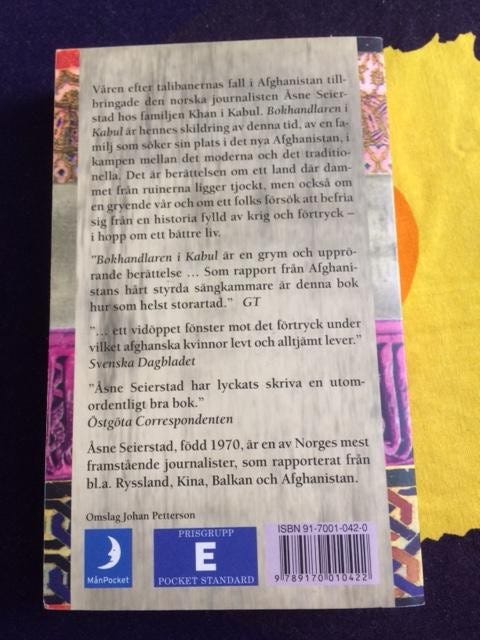 Våren efter talibanernas fall i Afghanistan till-
bringade den norska journalisten Åsne Seier-
stad hos familjen Khan i Kabul. Bokhandlaren i
Kabul är hennes skildring av denna tid, av en fa-
milj som söker sin plats i det nya Afghanistan, i
kampen mellan det moderna och det traditio-
nella. Det är berättelsen om ett land där dam-
met från ruinerna ligger tjockt, men också om
en gryende vår och om ett folks försök att befria
sig från en historia fylld av krig och förtryck –
i hopp om ett bättre liv.
"Bokhandlaren i Kabul är en grym och upprö-
rande berättelse ... Som rapport från Afghani-
stans hårt styrda sängkammare är denna bok
hur som helst storartad." GT
"... ett vidöppet fönster mot det förtryck under
vilket afghanska kvinnor levt och alltjämt lever."
Svenska Dagbladet
"Åsne Seierstad har lyckats skriva en utom-
ordentligt bra bok."
Östgöta Correspondenten
Åsne Seierstad, född 1970, är en av Norges mest
framstående journalister, som rapporterat från
bl.a. Ryssland, Kina, Balkan och Afghanistan.
Omslag Johan Petterson
MånPocket
PRISGRUPP
E
POCKET STANDARD
ISBN 91-7001-042-0
9 789170 010422